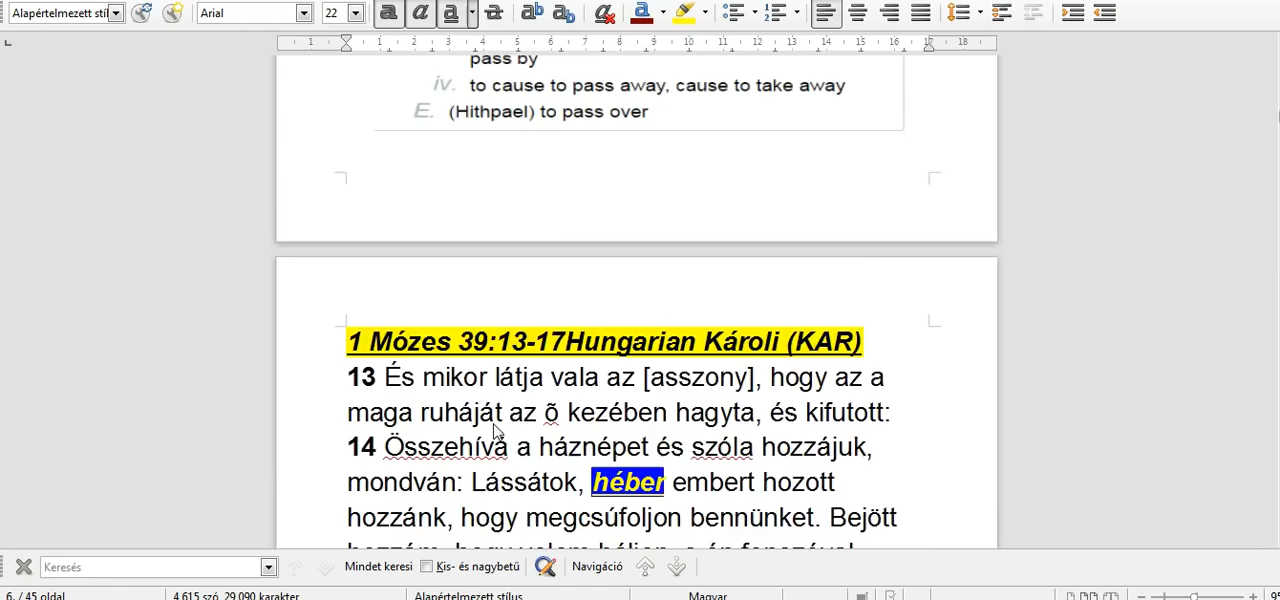 Alapértelmezett stíl Arial 22
1 1 2 3 4 5 6 7 8 9 10 11 12 13 14 15 16 17 18
pass by
iv. to cause to pass away, cause to take away
E. (Hithpael) to pass over
1 Mózes 39:13-17Hungarian Károli (KAR)
13 És mikor látja vala az [asszony], hogy az a
maga ruháját az õ kezében hagyta, és kifutott:
14 Összehívá a háznépet és szóla hozzájuk,
mondván: Lássátok, héber embert hozott
hozzánk, hogy megcsúfoljon bennünket. Bejött
Keresés Mindet keresi Kis- és nagybetű Navigáció
6. / 45 oldal 4 615 szó, 29 090 karakter Alapértelmezett stílus Magyar